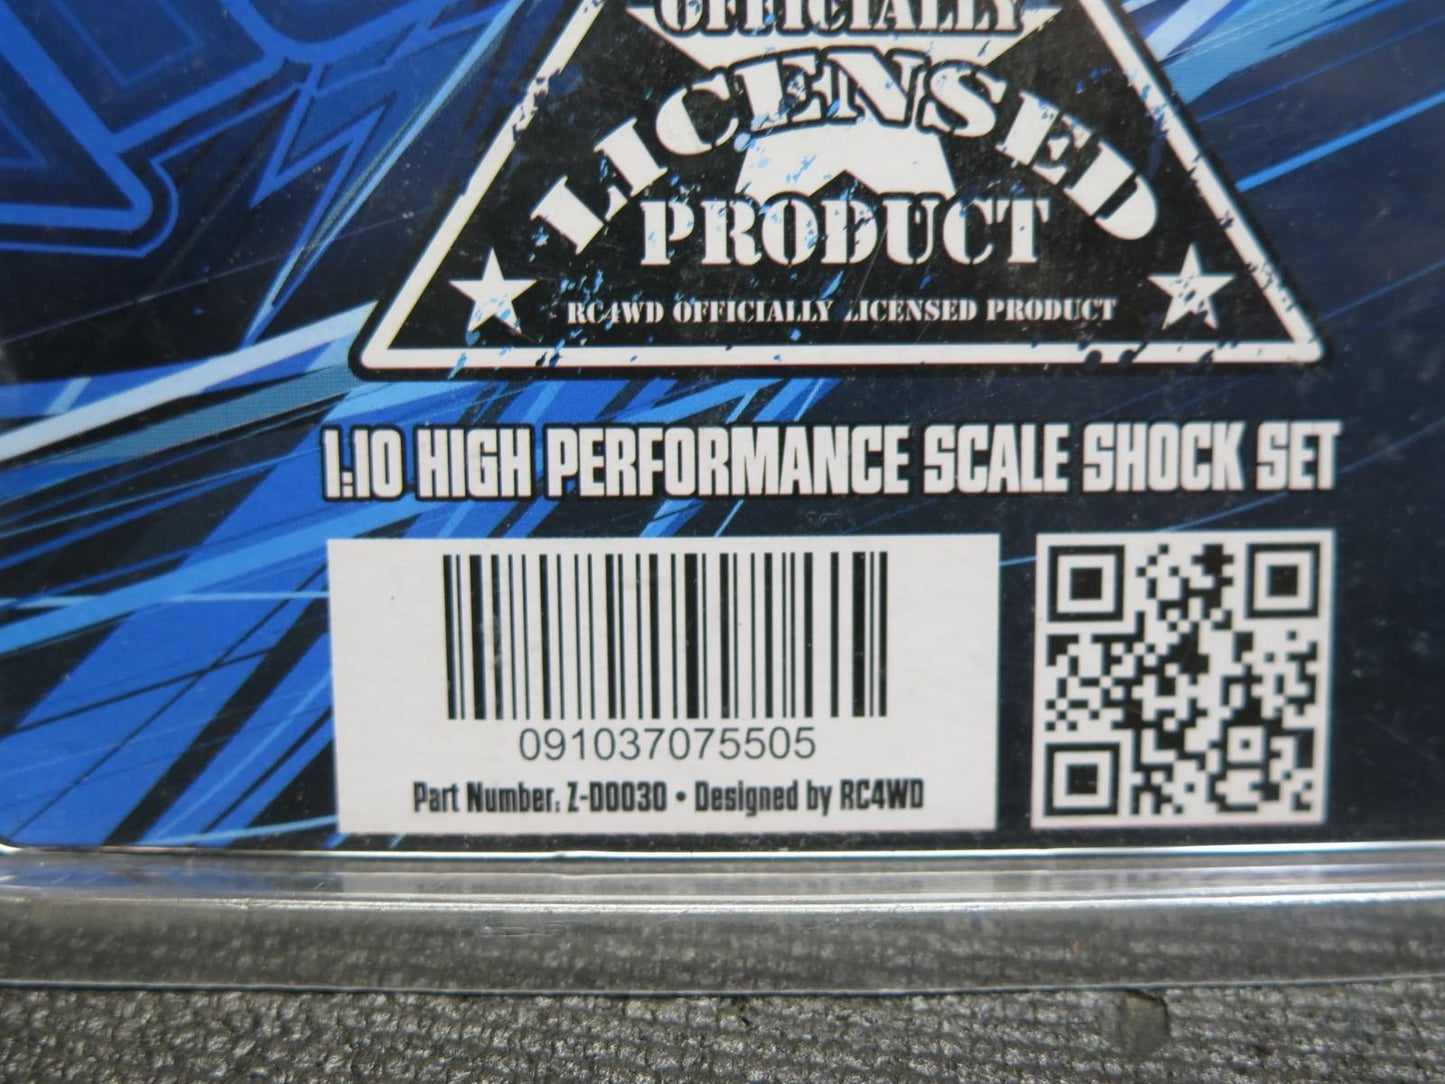 OFFICIALLY
LICENSED
PRODUCT
RC4WD OFFICIALLY LICENSED PRODUCT
1:10 HIGH PERFORMANCE SCALE SHOCK SET
091037075505
Part Number: Z-D0030 • Designed by RC4WD